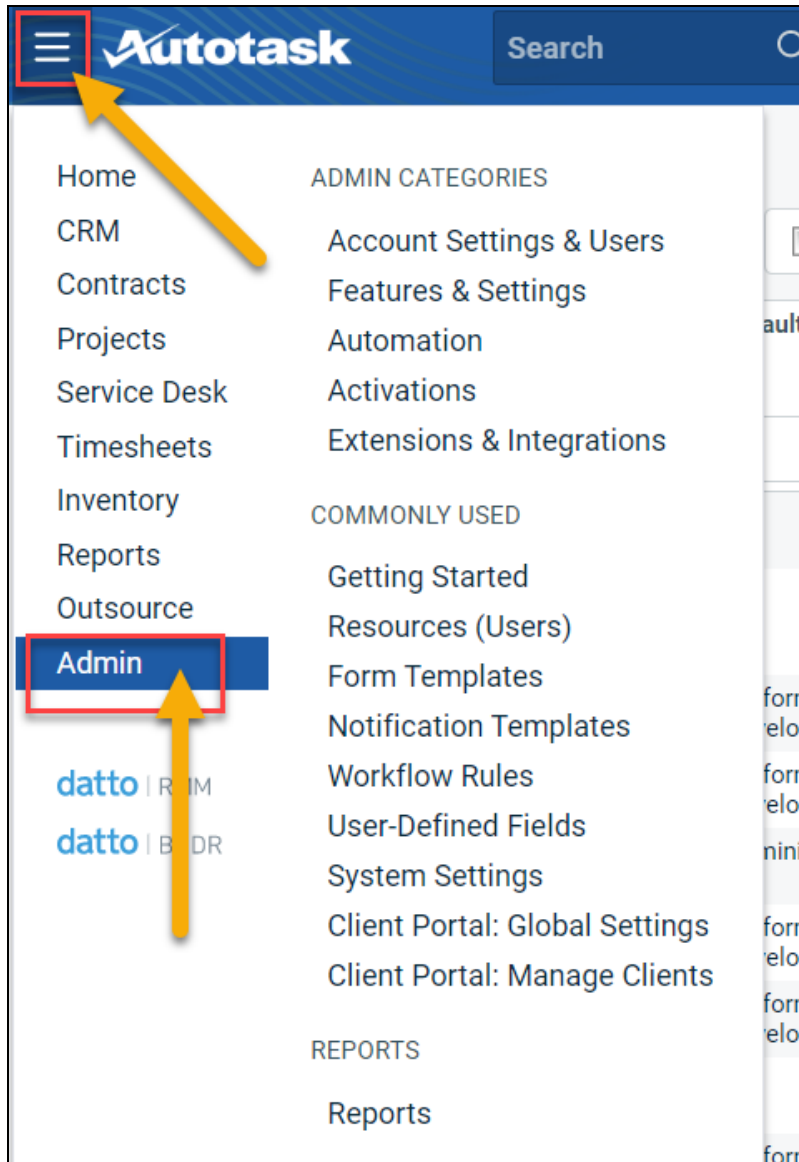 Autotask
Search
Home
CRM
Contracts
Projects
Service Desk
Timesheets
Inventory
Reports
Outsource
Admin
datto
datto
ADMIN CATEGORIES
Account Settings & Users
Features & Settings
Automation
Activations
Extensions & Integrations
COMMONLY USED
Getting Started
Resources (Users)
Form Templates
Notification Templates
Workflow Rules
User-Defined Fields
System Settings
Client Portal: Global Settings
Client Portal: Manage Clients
REPORTS
Reports